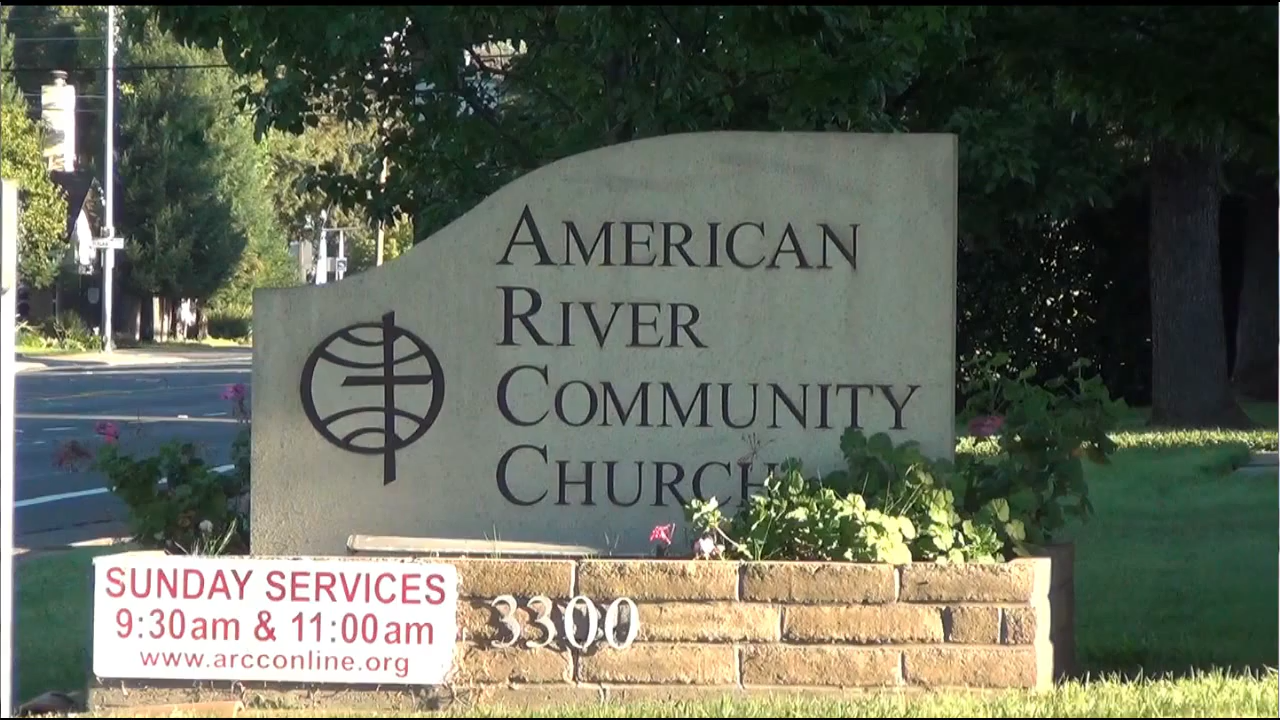 AMERICAN
RIVER
COMMUNITY
CHURCH
SUNDAY SERVICES
9:30am & 11:00am
www.arcconline.org
3300